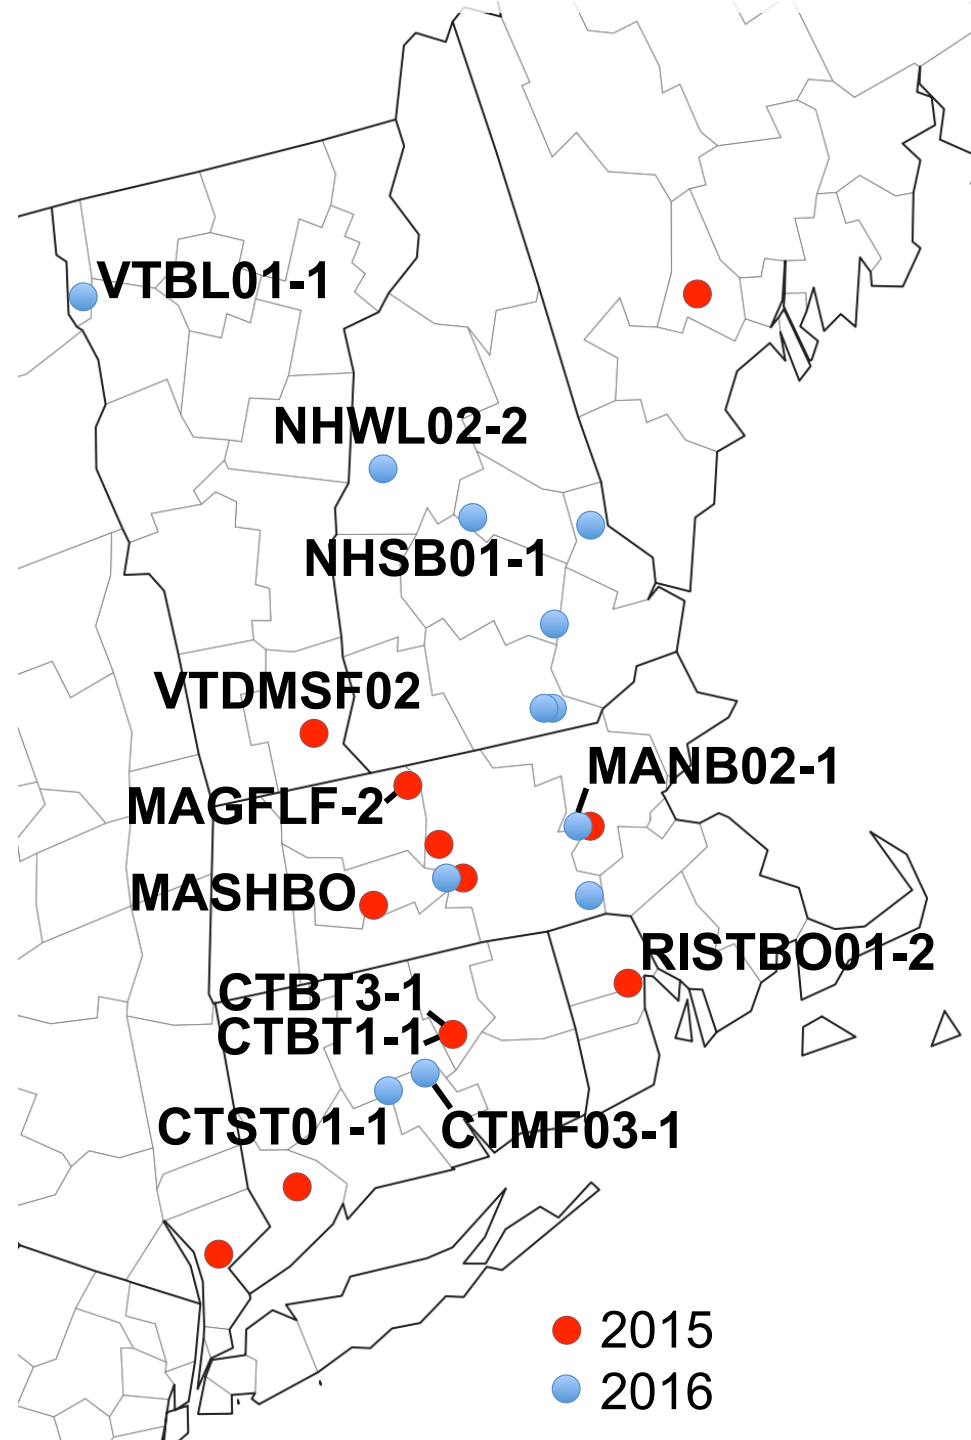 VTBL01-1
NHWL02-2
NHSB01-1
VTDMSF02
MANB02-1
MAGFLF-2
MASHBO
RISTBO01-2
CTBT3-1
CTBT1-1
CTST01-1
CTMF03-1
2015
2016